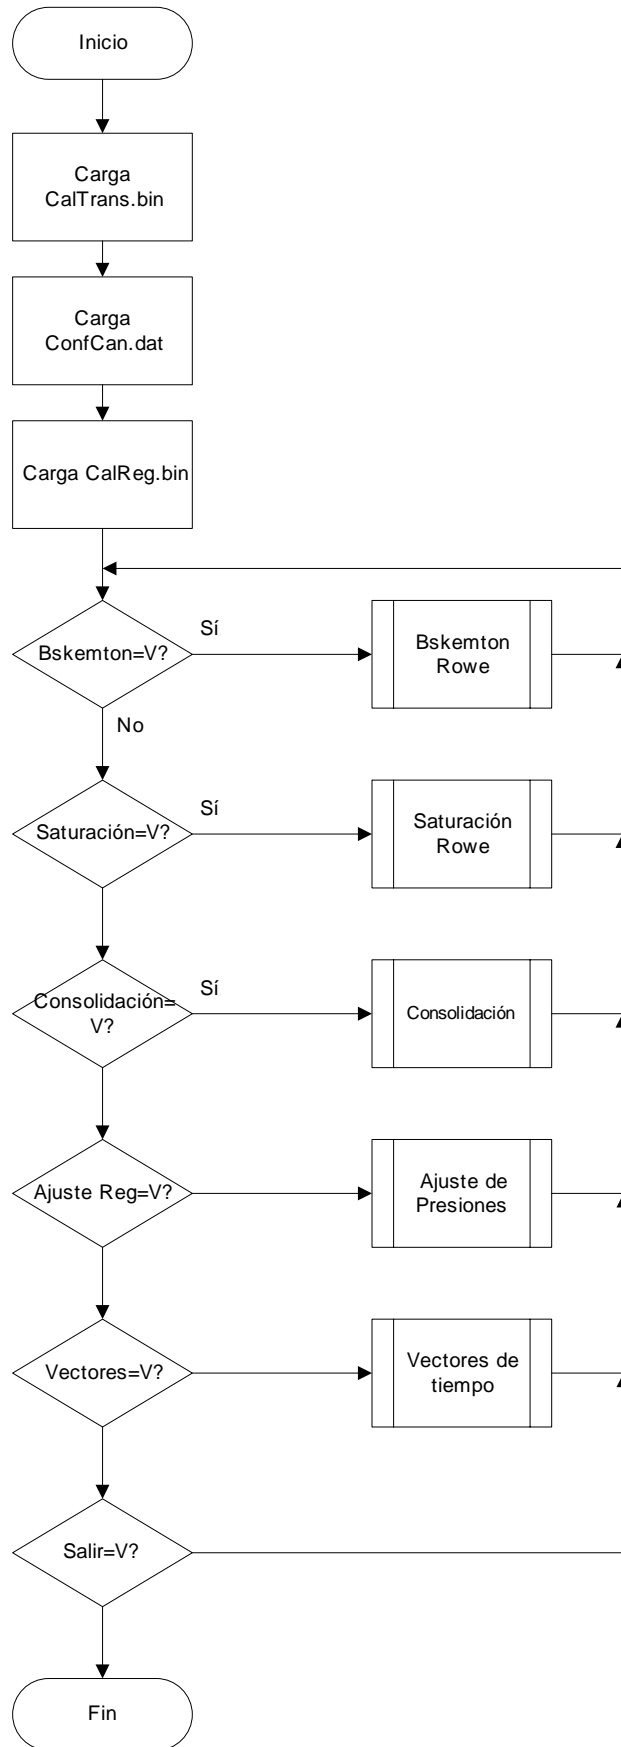 Inicio
Carga
CalTrans.bin
Carga
ConfCan.dat
Carga CalReg.bin
Bskemton=V?
Sí
Bskemton
Rowe
No
Saturación=V?
Sí
Saturación
Rowe
Consolidación=
V?
Sí
Consolidación
Ajuste Reg=V?
Ajuste de
Presiones
Vectores=V?
Vectores de
tiempo
Salir=V?
Fin